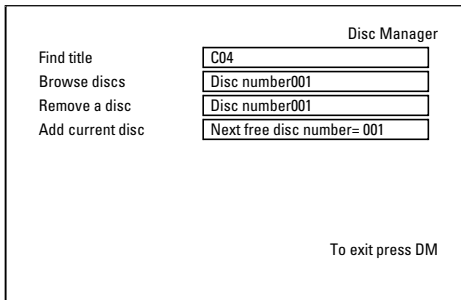 Disc Manager
Find title C04
Browse discs Disc number001
Remove a disc Disc number001
Add current disc Next free disc number= 001
To exit press DM